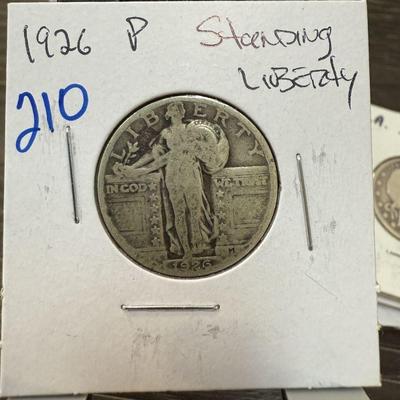 1926 P Standing
LIBERTY
210
LIBERTY
IN GOD WE TRUST
1926